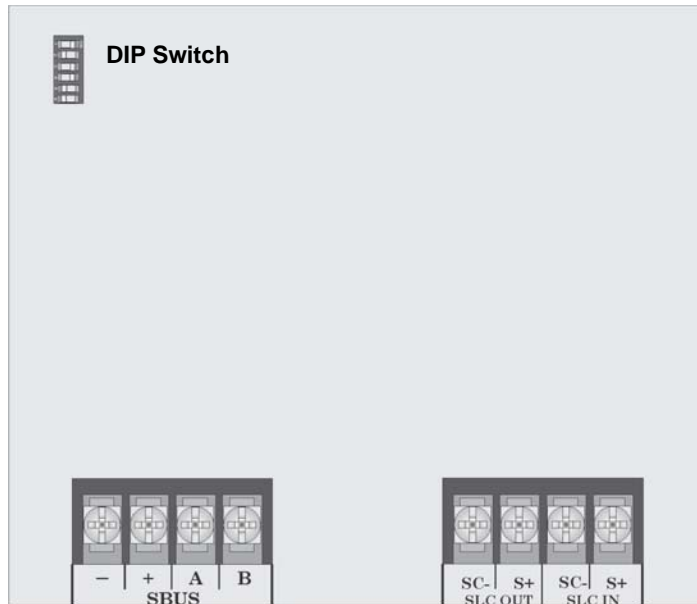 DIP Switch
− + A B
SBUS
SC- S+ SC- S+
SLC OUT SLC IN